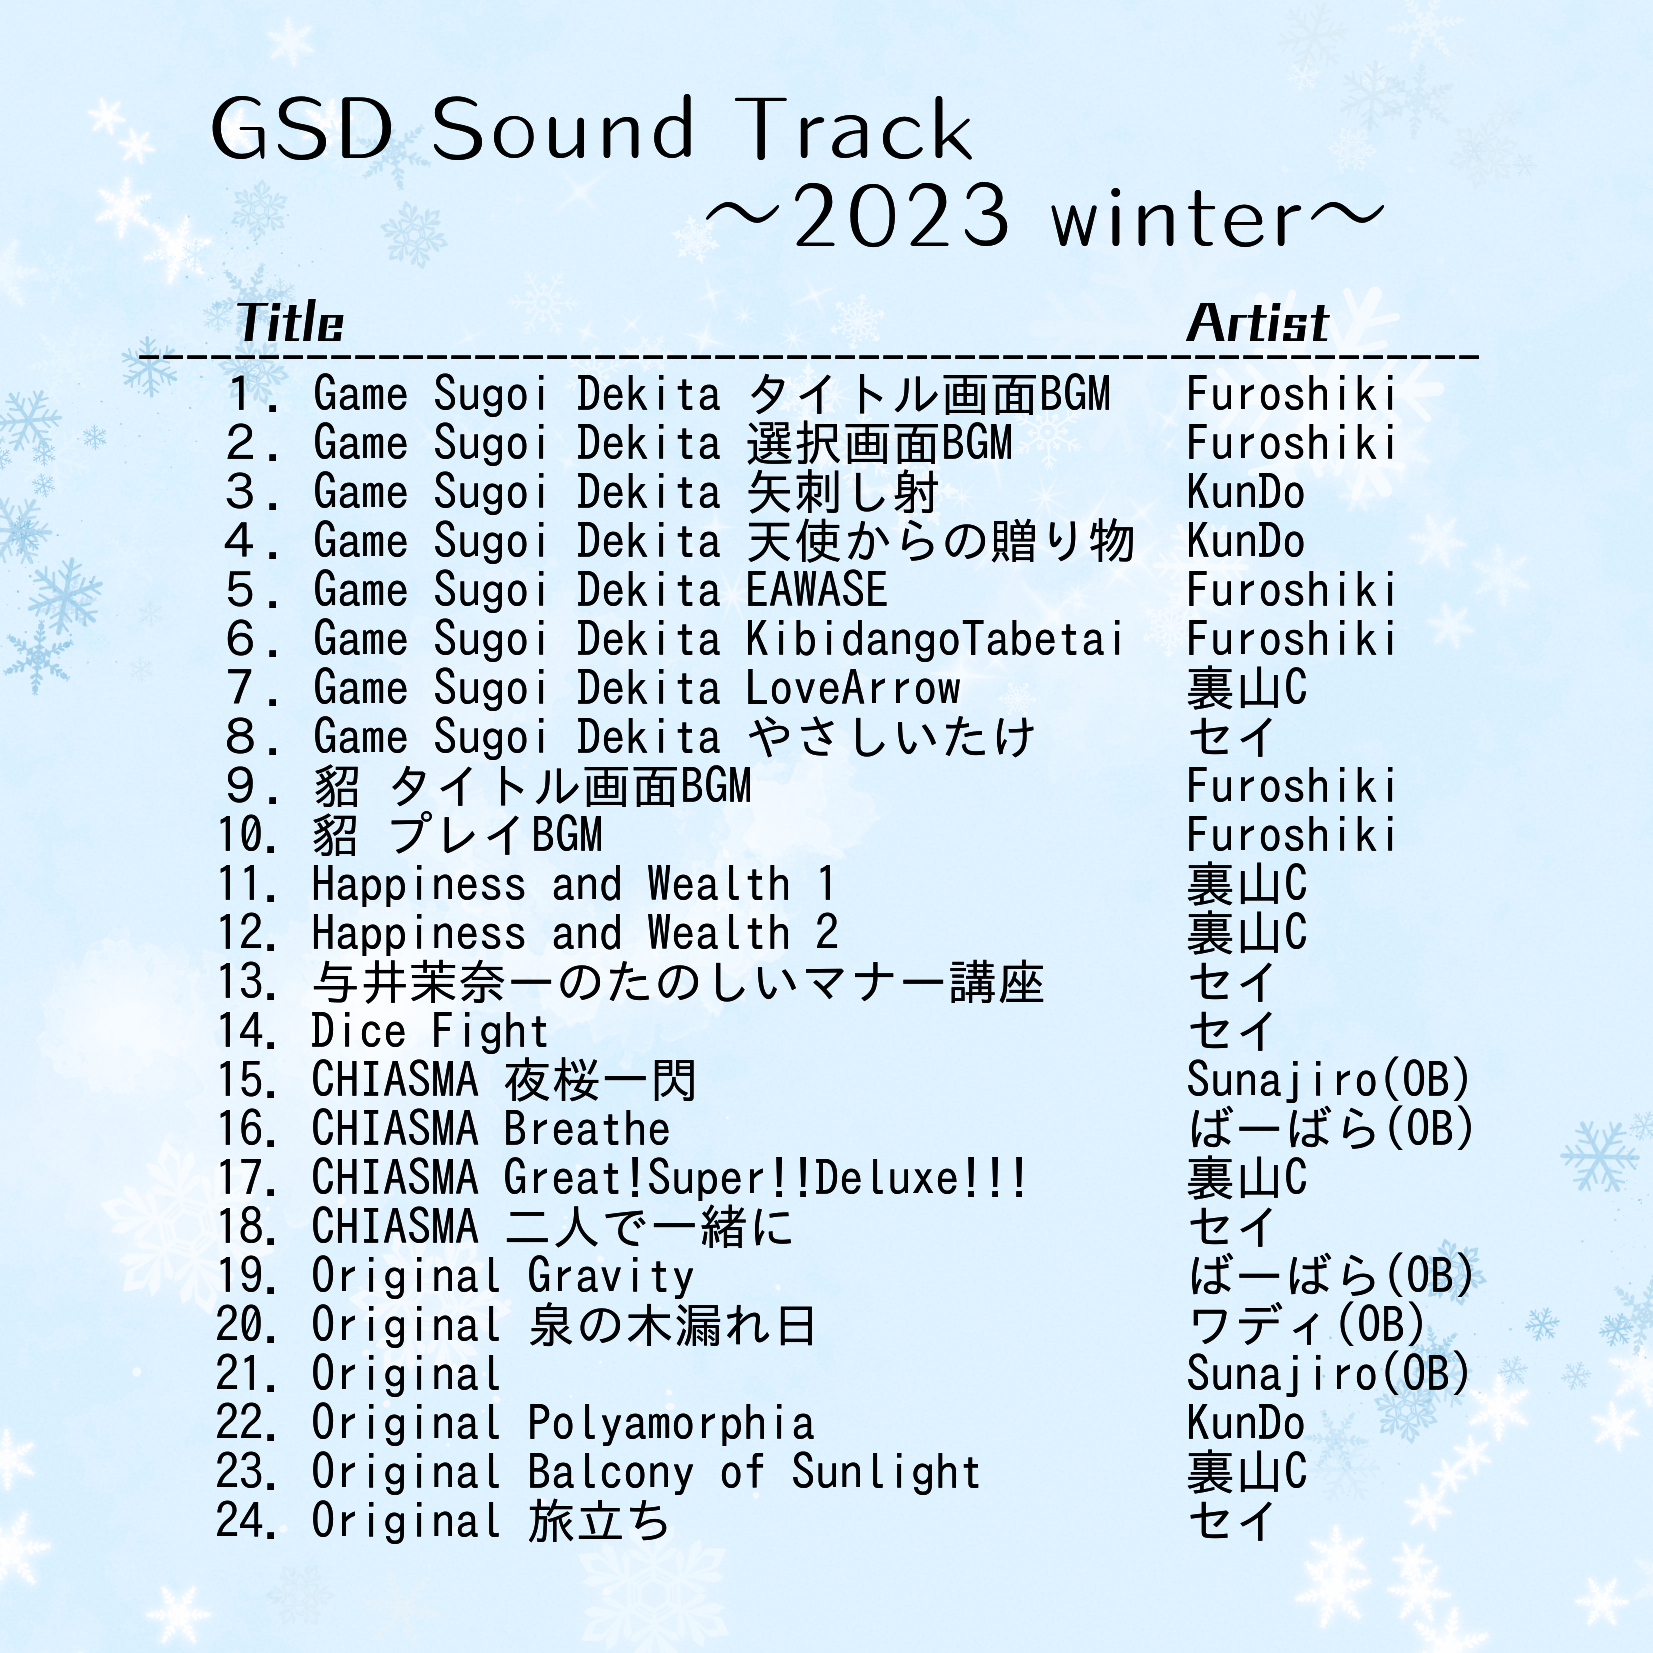 GSD Sound Track
～2023 winter～
Title Artist
1. Game Sugoi Dekita タイトル画面BGM Furoshiki
2. Game Sugoi Dekita 選択画面BGM Furoshiki
3. Game Sugoi Dekita 矢刺し射 KunDo
4. Game Sugoi Dekita 天使からの贈り物 KunDo
5. Game Sugoi Dekita EAWASE Furoshiki
6. Game Sugoi Dekita KibidangoTabetai Furoshiki
7. Game Sugoi Dekita LoveArrow 裏山C
8. Game Sugoi Dekita やさしいたけ セイ
9. 貂 タイトル画面BGM Furoshiki
10. 貂 プレイBGM Furoshiki
11. Happiness and Wealth 1 裏山C
12. Happiness and Wealth 2 裏山C
13. 与井茉奈一のたのしいマナー講座 セイ
14. Dice Fight セイ
15. CHIASMA 夜桜一閃 Sunajiro(OB)
16. CHIASMA Breathe ばーばら(OB)
17. CHIASMA Great!Super!!Deluxe!!! 裏山C
18. CHIASMA 二人で一緒に セイ
19. Original Gravity ばーばら(OB)
20. Original 泉の木漏れ日 ワディ(OB)
21. Original Sunajiro(OB)
22. Original Polyamorphia KunDo
23. Original Balcony of Sunlight 裏山C
24. Original 旅立ち セイ